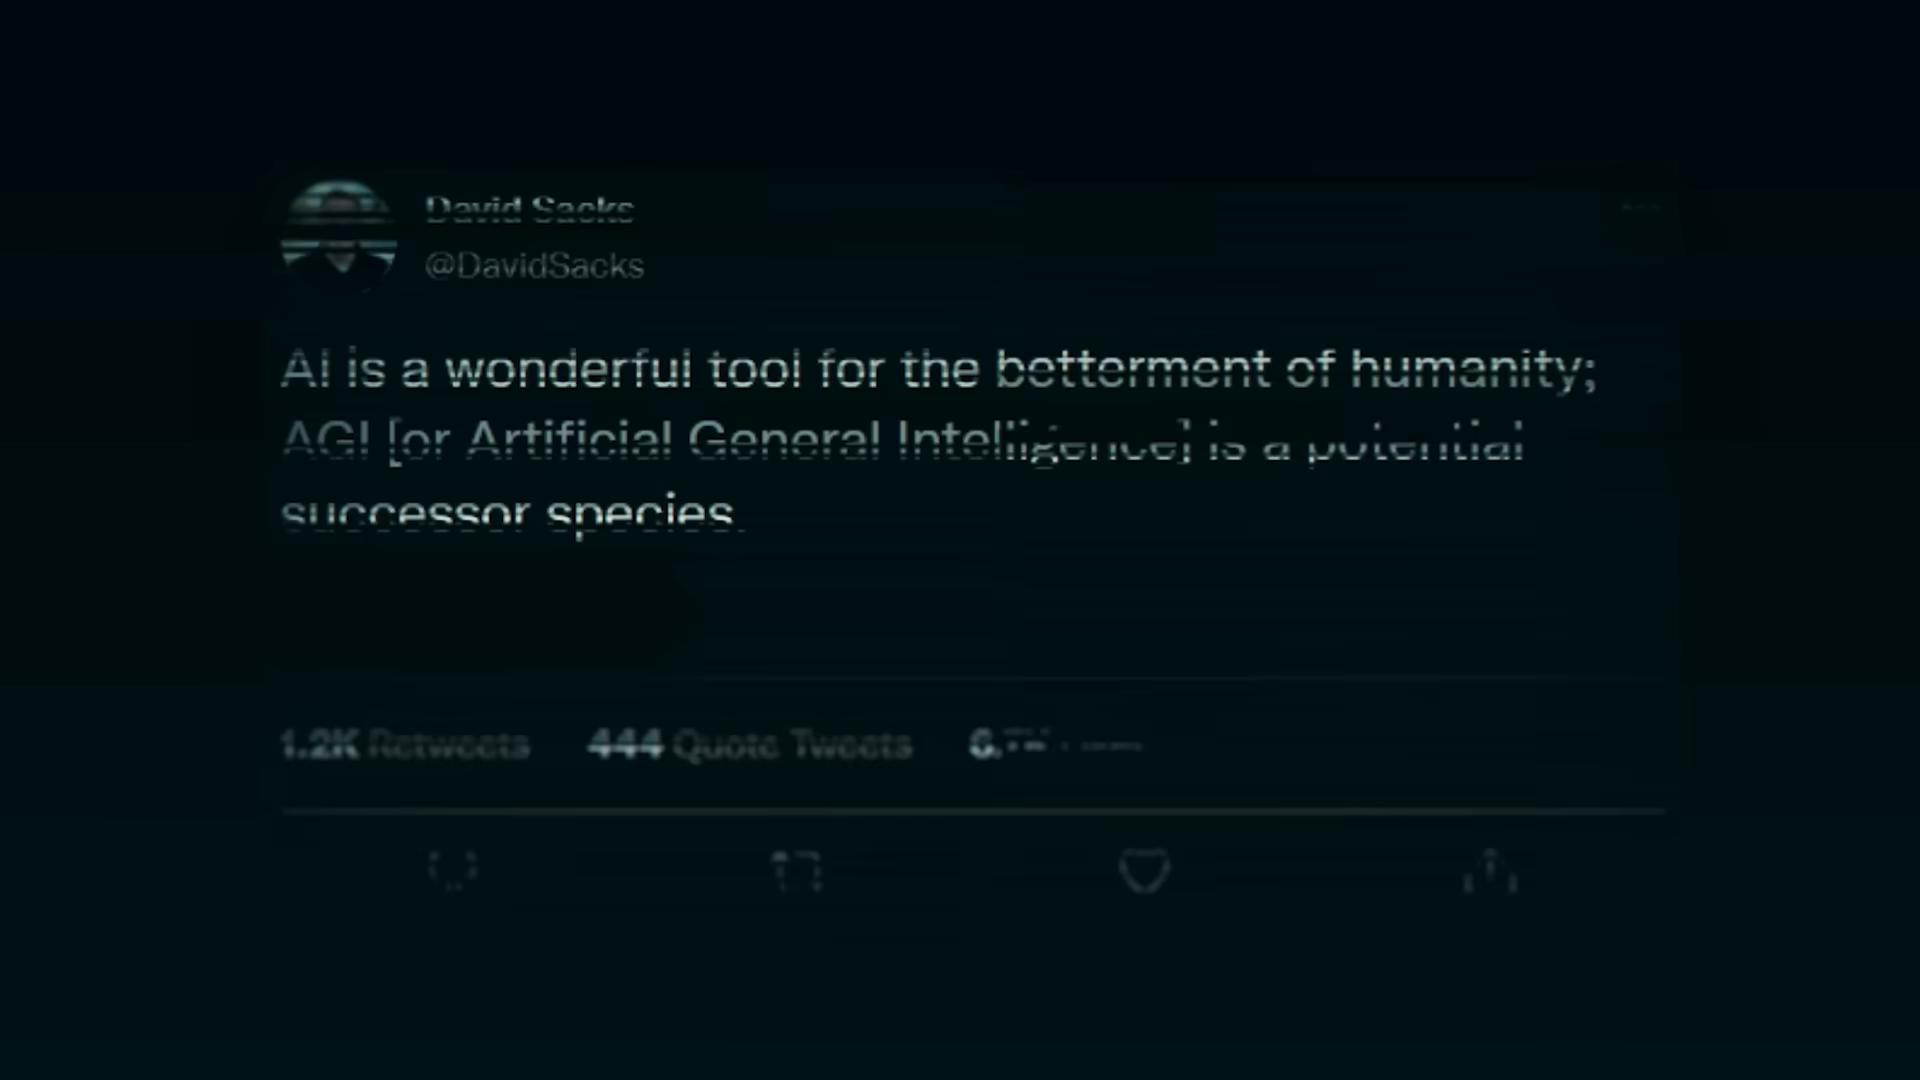 David Sacks
@DavidSacks
AI is a wonderful tool for the betterment of humanity;
AGI [or Artificial General Intelligence] is a potential
successor species.
1.2K Retweets 444 Quote Tweets